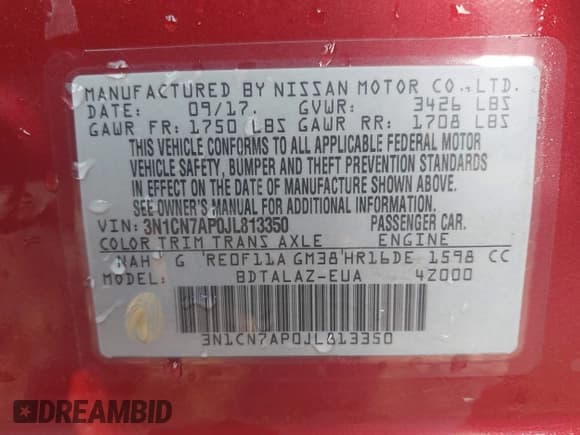 MANUFACTURED BY NISSAN MOTOR CO., LTD.
DATE: 09/17. GVWR: 3426 LBS
GAWR FR: 1750 LBS GAWR RR: 1708 LBS
THIS VEHICLE CONFORMS TO ALL APPLICABLE FEDERAL MOTOR
VEHICLE SAFETY, BUMPER AND THEFT PREVENTION STANDARDS
IN EFFECT ON THE DATE OF MANUFACTURE SHOWN ABOVE.
SEE OWNER'S MANUAL FOR ADDITIONAL INFORMATION.
VIN: 3N1CN7AP0JL813350 PASSENGER CAR.
COLOR TRIM TRANS AXLE ENGINE
NAH G RE0F11A GM38 HR16DE 1598 CC
MODEL: BDTALAZ-EUA 4Z000
3N1CN7AP0JL813350
DREAMBID